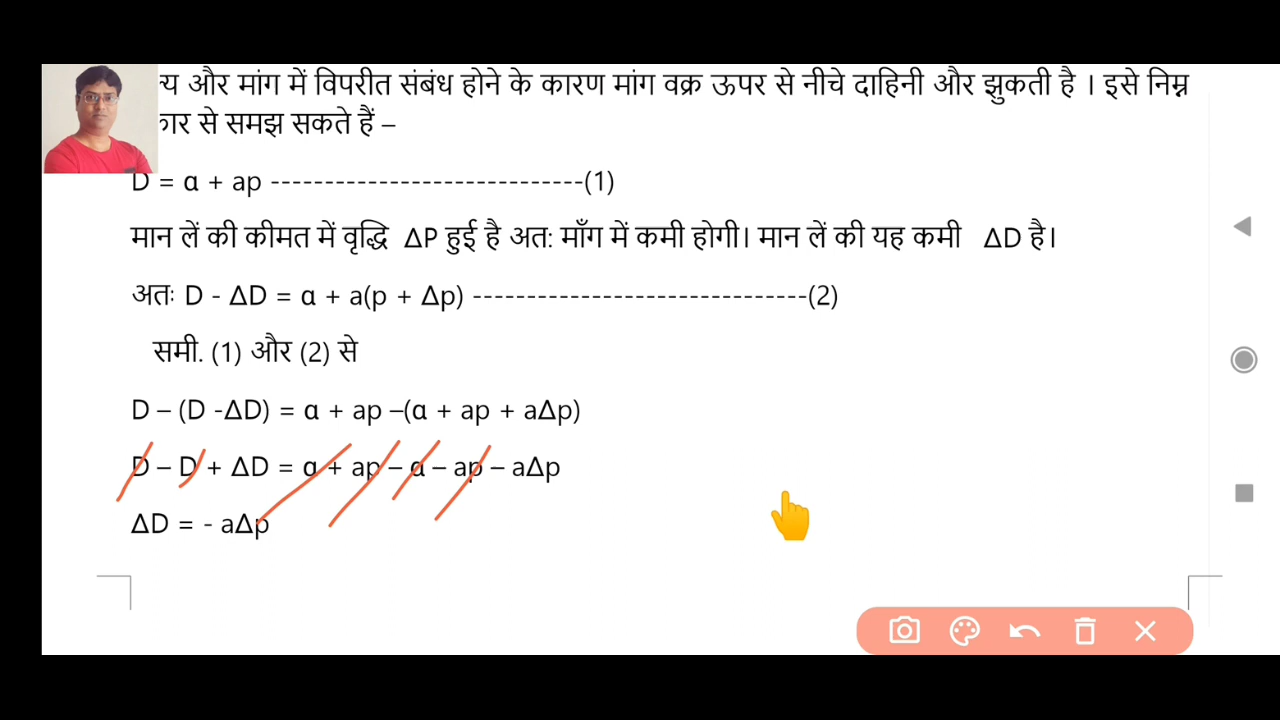 और मांग में विपरीत संबंध होने के कारण मांग वक्र ऊपर से नीचे दाहिनी और झुकती है । इसे निम्न
से समझ सकते हैं –
D = α + ap -----------------------------(1)
मान लें की कीमत में वृद्धि ΔP हुई है अतः माँग में कमी होगी। मान लें की यह कमी ΔD है।
अतः D - ΔD = α + a(p + Δp) -------------------------------(2)
समी. (1) और (2) से
D – (D -ΔD) = α + ap –(α + ap + aΔp)
D – D + ΔD = α + ap – α – ap – aΔp
ΔD = - aΔp